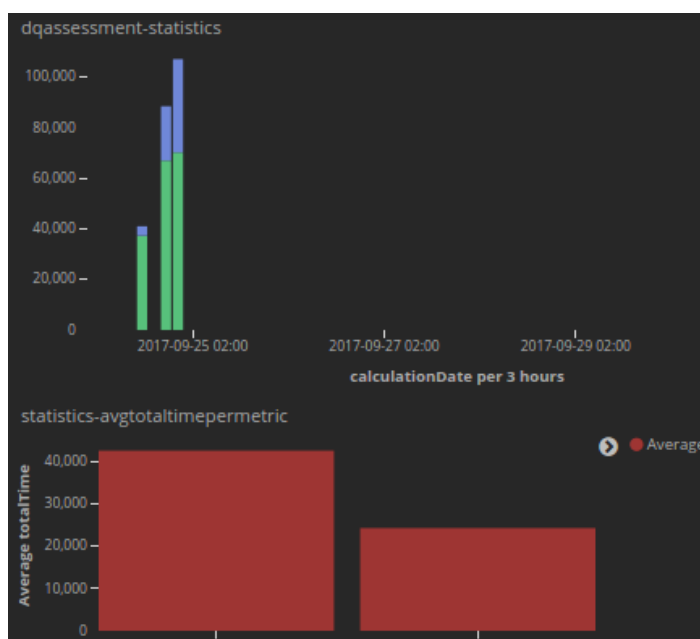 dqassessment-statistics
100,000
80,000
60,000
40,000
20,000
0
2017-09-25 02:00 2017-09-27 02:00 2017-09-29 02:00
calculationDate per 3 hours
statistics-avgtotaltimepermetric
Average
Average totalTime
40,000
30,000
20,000
10,000
0